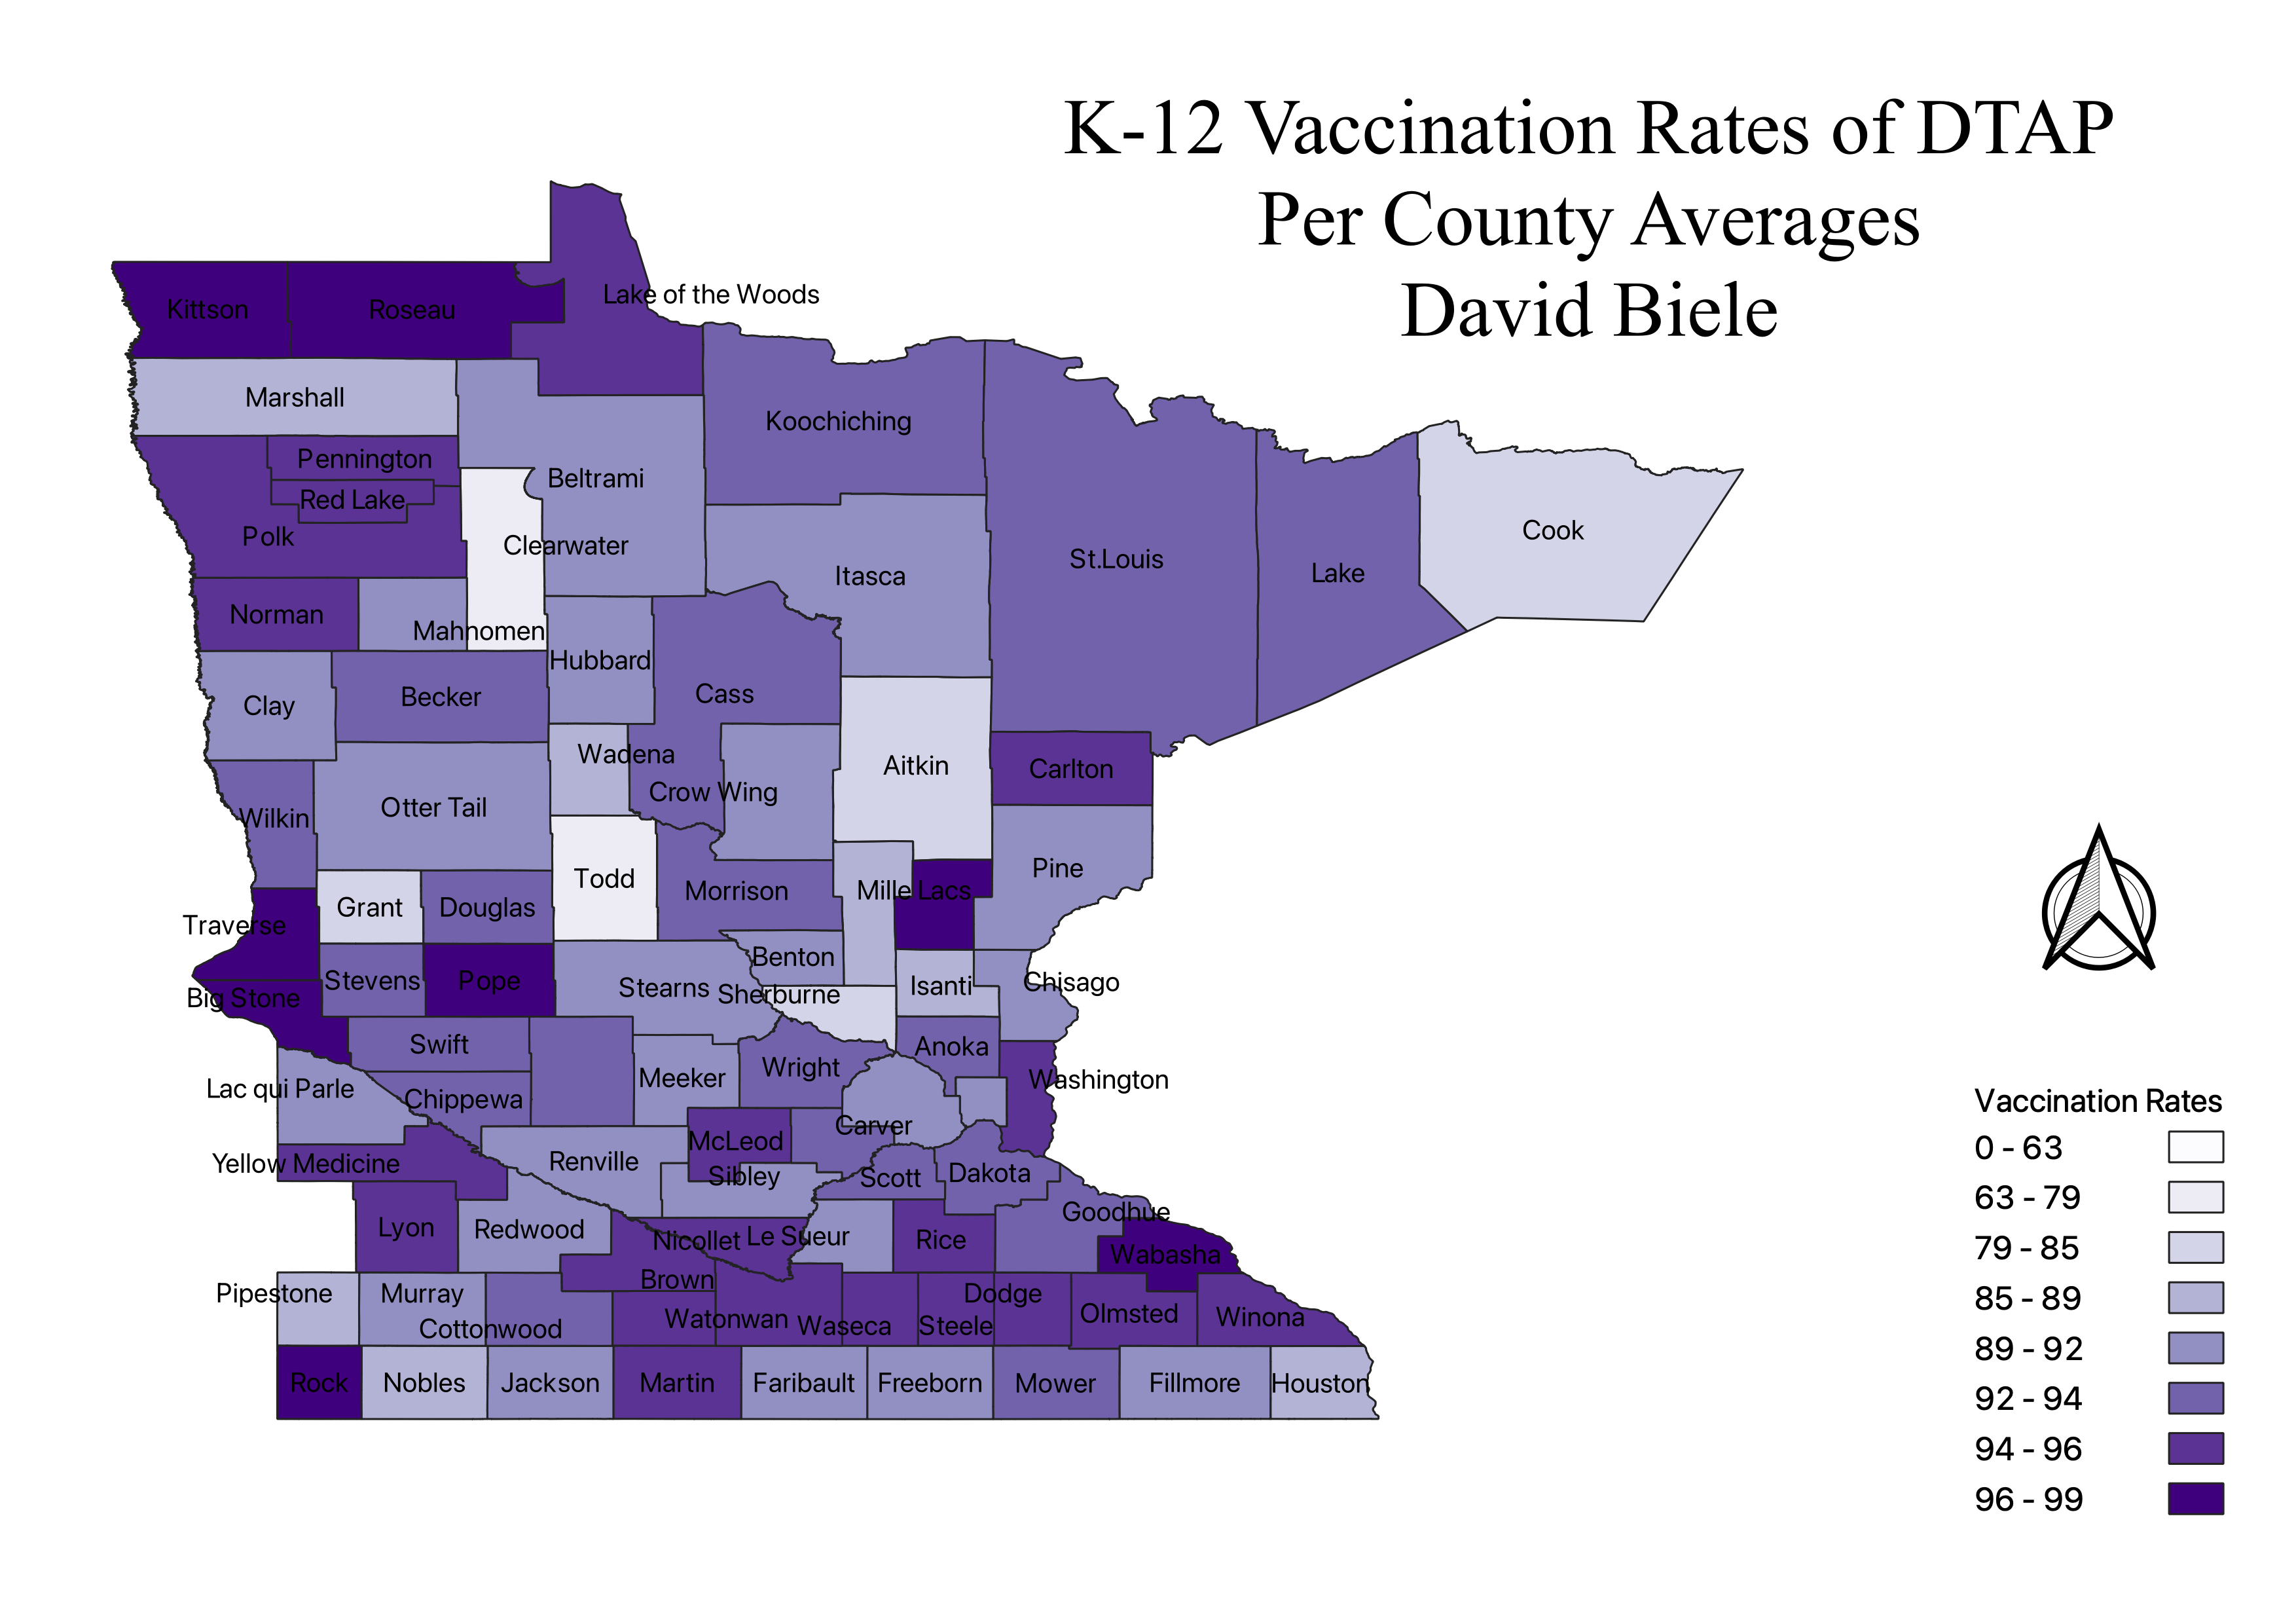 K-12 Vaccination Rates of DTAP
Per County Averages
David Biele
Lake of the Woods
Kittson
Roseau
Marshall
Koochiching
Pennington
Beltrami
Red Lake
Polk
Clearwater
Cook
St.Louis
Lake
Itasca
Norman
Mahnomen
Hubbard
Cass
Becker
Clay
Wadena
Aitkin
Carlton
Crow Wing
Otter Tail
Wilkin
Pine
Todd
Morrison
Mille Lacs
Grant
Douglas
Traverse
Benton
Stevens
Pope
Stearns
Sherburne
Isanti
Chisago
Big Stone
Swift
Anoka
Wright
Meeker
Washington
Lac qui Parle
Chippewa
Carver
McLeod
Renville
Yellow Medicine
Sibley
Scott
Dakota
Goodhue
Lyon
Redwood
Nicollet
Le Sueur
Rice
Wabasha
Brown
Pipestone
Murray
Dodge
Olmsted
Winona
Watonwan
Waseca
Steele
Cottonwood
Rock
Nobles
Jackson
Martin
Faribault
Freeborn
Mower
Fillmore
Houston
Vaccination Rates
0 - 63
63 - 79
79 - 85
85 - 89
89 - 92
92 - 94
94 - 96
96 - 99